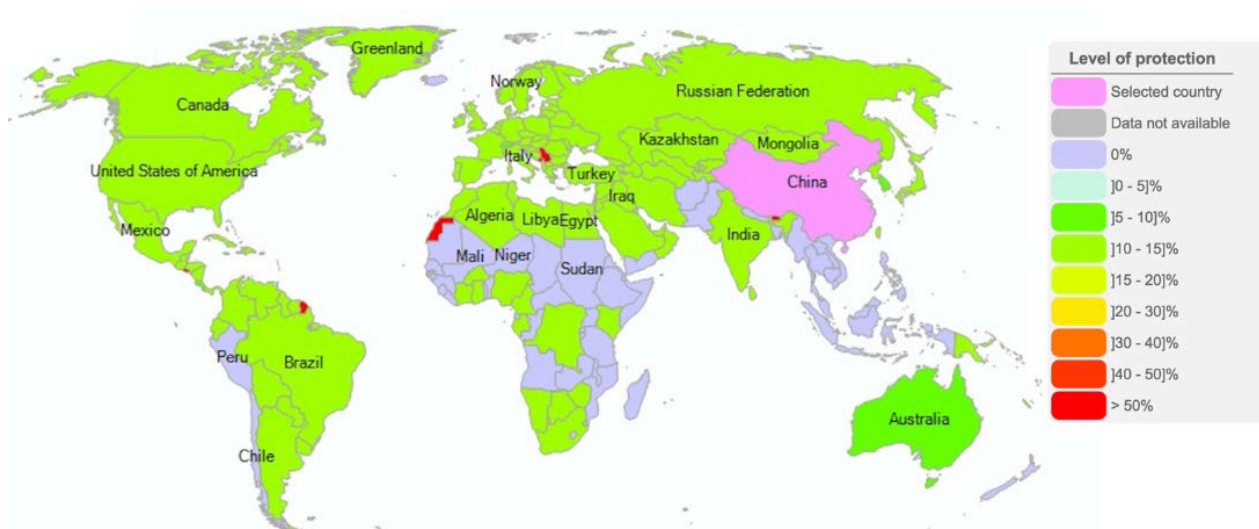 Greenland
Norway
Canada
Russian Federation
Kazakhstan
Mongolia
Italy
United States of America
Turkey
China
Iraq
Algeria
Libya
Egypt
Mexico
India
Mali
Niger
Sudan
Peru
Brazil
Australia
Chile
Level of protection
Selected country
Data not available
0%
]0 - 5]%
]5 - 10]%
]10 - 15]%
]15 - 20]%
]20 - 30]%
]30 - 40]%
]40 - 50]%
> 50%